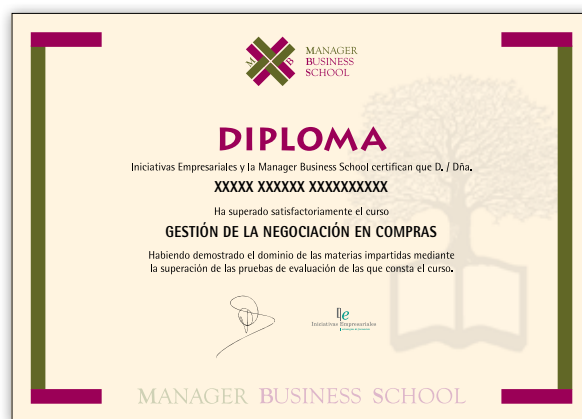 M B
MANAGER
BUSINESS
SCHOOL
DIPLOMA
Iniciativas Empresariales y la Manager Business School certifican que D. / Dña.
XXXXX XXXXXX XXXXXXXXXX
Ha superado satisfactoriamente el curso
GESTIÓN DE LA NEGOCIACIÓN EN COMPRAS
Habiendo demostrado el dominio de las materias impartidas mediante
la superación de las pruebas de evaluación de las que consta el curso.
Iniciativas Empresariales
MANAGER BUSINESS SCHOOL